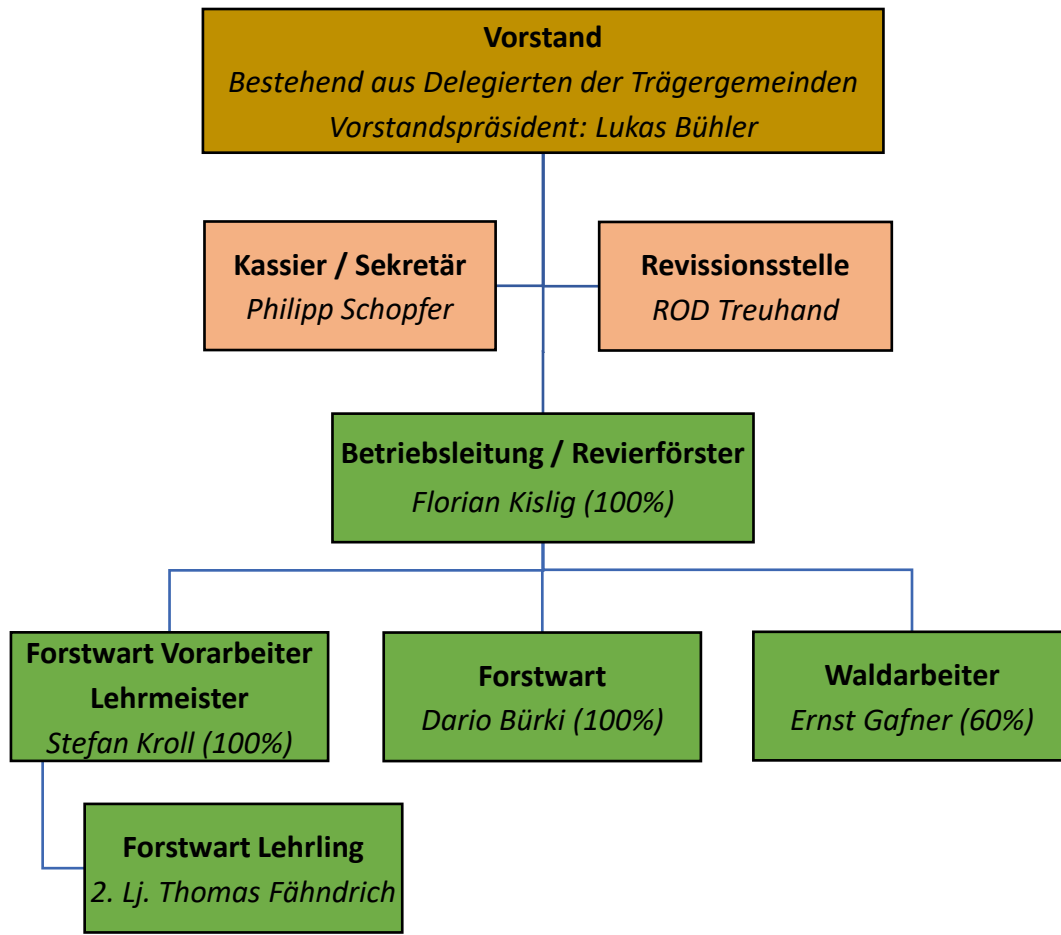 Vorstand
Bestehend aus Delegierten der Trägergemeinden
Vorstandspräsident: Lukas Bühler
Kassier / Sekretär
Philipp Schopfer
Revissionsstelle
ROD Treuhand
Betriebsleitung / Revierförster
Florian Kislig (100%)
Forstwart Vorarbeiter
Lehrmeister
Stefan Kroll (100%)
Forstwart
Dario Bürki (100%)
Waldarbeiter
Ernst Gafner (60%)
Forstwart Lehrling
2. Lj. Thomas Fähndrich